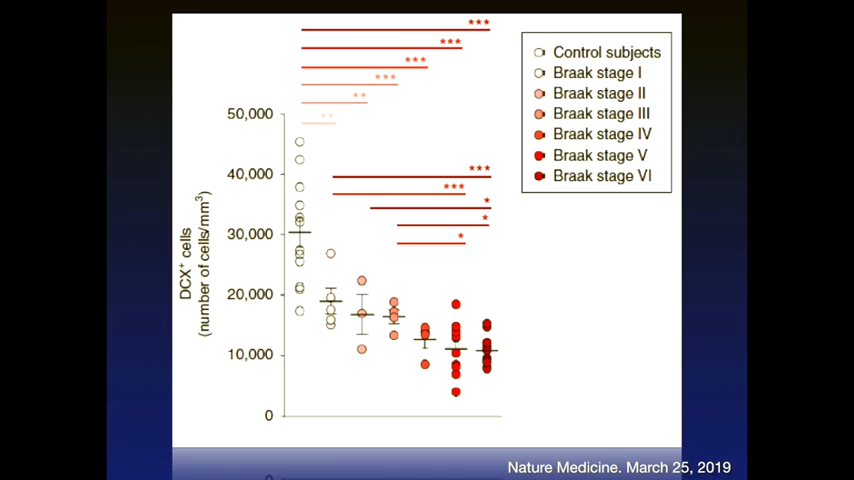 ***
***
***
***
**
**
Control subjects
Braak stage I
Braak stage II
Braak stage III
Braak stage IV
Braak stage V
Braak stage VI
50,000
40,000
30,000
20,000
10,000
0
DCX⁺ cells
(number of cells/mm³)
***
***
*
*
*
Nature Medicine. March 25, 2019